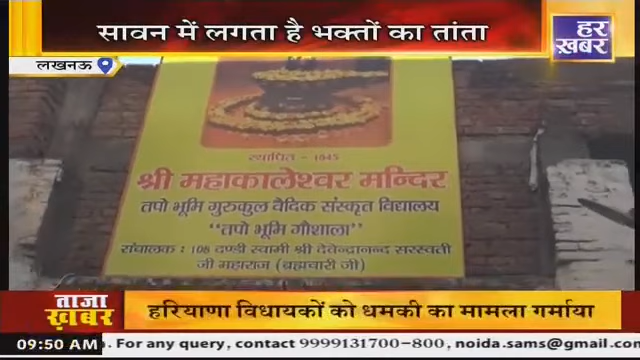 सावन में लगता है भक्तों का तांता
हर
ख़बर
लखनऊ
स्थापित - 1845
श्री महाकालेश्वर मन्दिर
तपो भूमि गुरुकुल वैदिक संस्कृत विद्यालय
"तपो भूमि गौशाला"
संचालक : 108 दण्डी स्वामी श्री देवेन्द्रानन्द सरस्वती
जी महाराज (ब्रह्मचारी जी)
ताजा
ख़बर
हरियाणा विधायकों को धमकी का मामला गर्माया
09:50 AM
. For any query, contact 9999131700-800, noida.sams@gmail.com